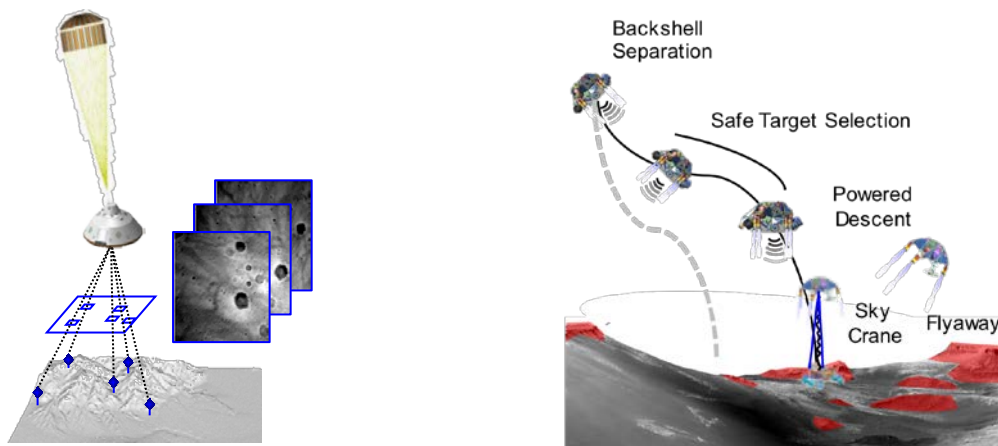 Backshell
Separation
Safe Target Selection
Powered
Descent
Sky
Crane
Flyaway